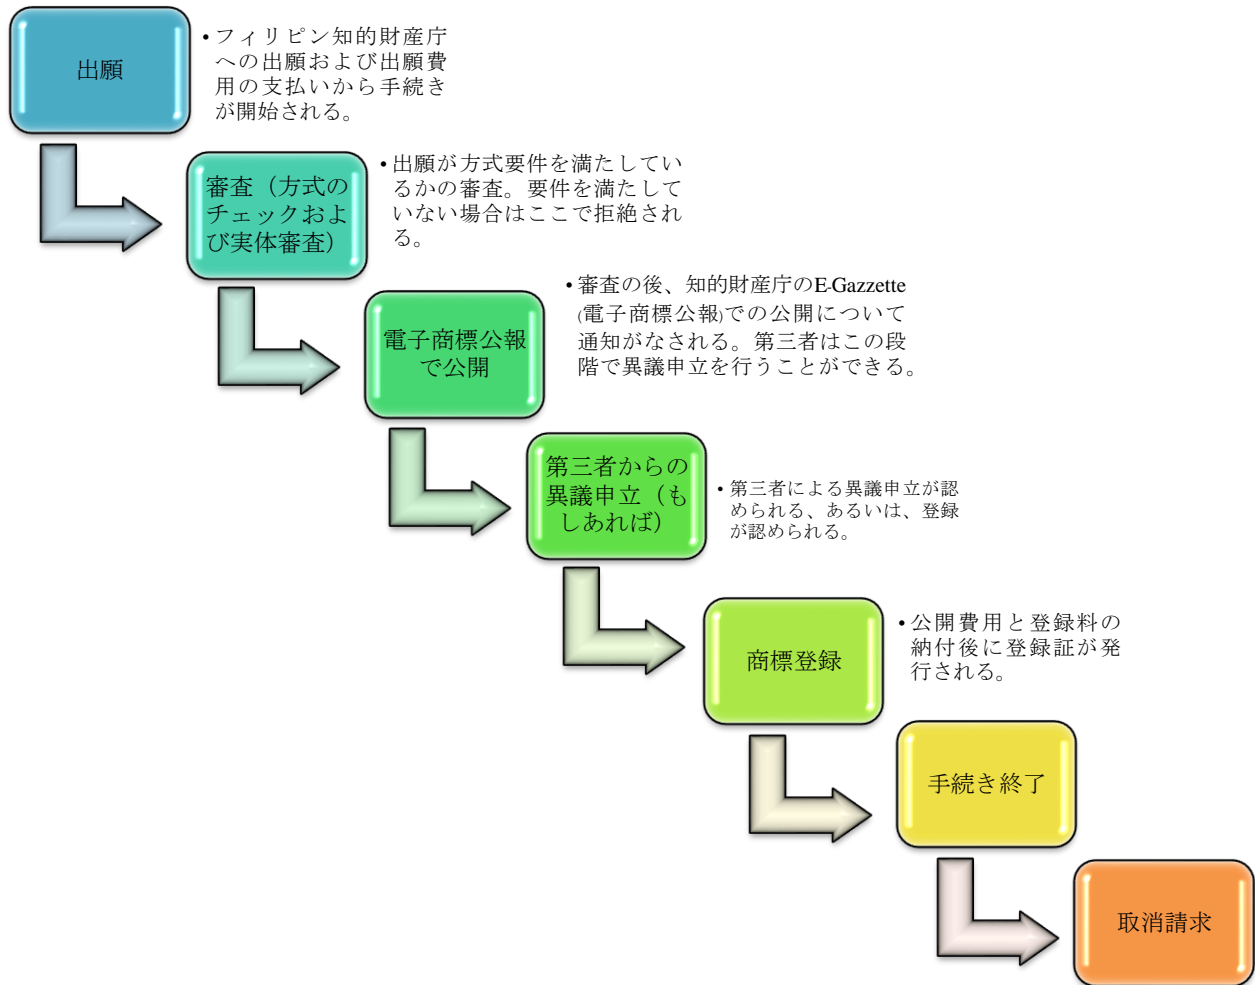 出願
• フィリピン知的財産庁
への出願および出願費
用の支払いから手続き
が開始される。
審査（方式の
チェックおよ
び実体審査）
• 出願が方式要件を満たしてい
るかの審査。要件を満たして
いない場合はここで拒絶され
る。
電子商標公報
で公開
• 審査の後、知的財産庁のE-Gazzette
(電子商標公報)での公開について
通知がなされる。第三者はこの段
階で異議申立を行うことができる。
第三者からの
異議申立（も
しあれば）
• 第三者による異議申立が認
められる、あるいは、登録
が認められる。
商標登録
• 公開費用と登録料の
納付後に登録証が発
行される。
手続き終了
取消請求